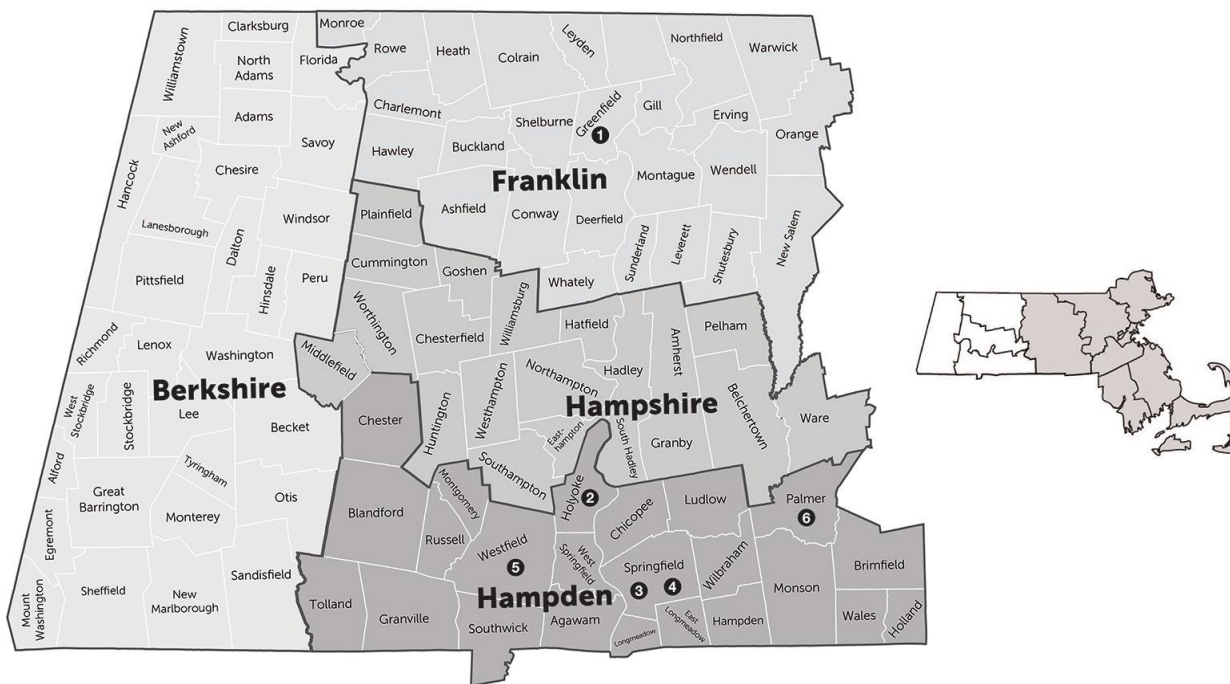 Williamstown
Clarksburg
Monroe
North
Adams
Florida
Rowe
Heath
Colrain
Leyden
Northfield
Warwick
Adams
New
Ashford
Savoy
Charlemont
Shelburne
Greenfield
1
Gill
Erving
Orange
Hancock
Chesire
Hawley
Buckland
Franklin
Montague
Wendell
Lanesborough
Dalton
Windsor
Plainfield
Ashfield
Conway
Deerfield
Sunderland
Leverett
Shutesbury
New Salem
Pittsfield
Hinsdale
Peru
Cummington
Goshen
Whately
Richmond
Lenox
Washington
Middlefield
Worthington
Chesterfield
Williamsburg
Hatfield
Amherst
Pelham
West
Stockbridge
Stockbridge
Berkshire
Lee
Becket
Chester
Huntington
Westhampton
Northampton
Hadley
Hampshire
Belchertown
Ware
Alford
Great
Barrington
Tyringham
Monterey
Otis
Southampton
East-
hampton
South Hadley
Granby
Egremont
Blandford
Montgomery
Russell
Holyoke
2
Chicopee
Ludlow
Palmer
6
Mount
Washington
Sheffield
New
Marlborough
Sandisfield
Westfield
5
West
Springfield
Springfield
3
4
Wilbraham
Monson
Brimfield
Hampden
Tolland
Granville
Southwick
Agawam
Longmeadow
East
Longmeadow
Hampden
Wales
Holland